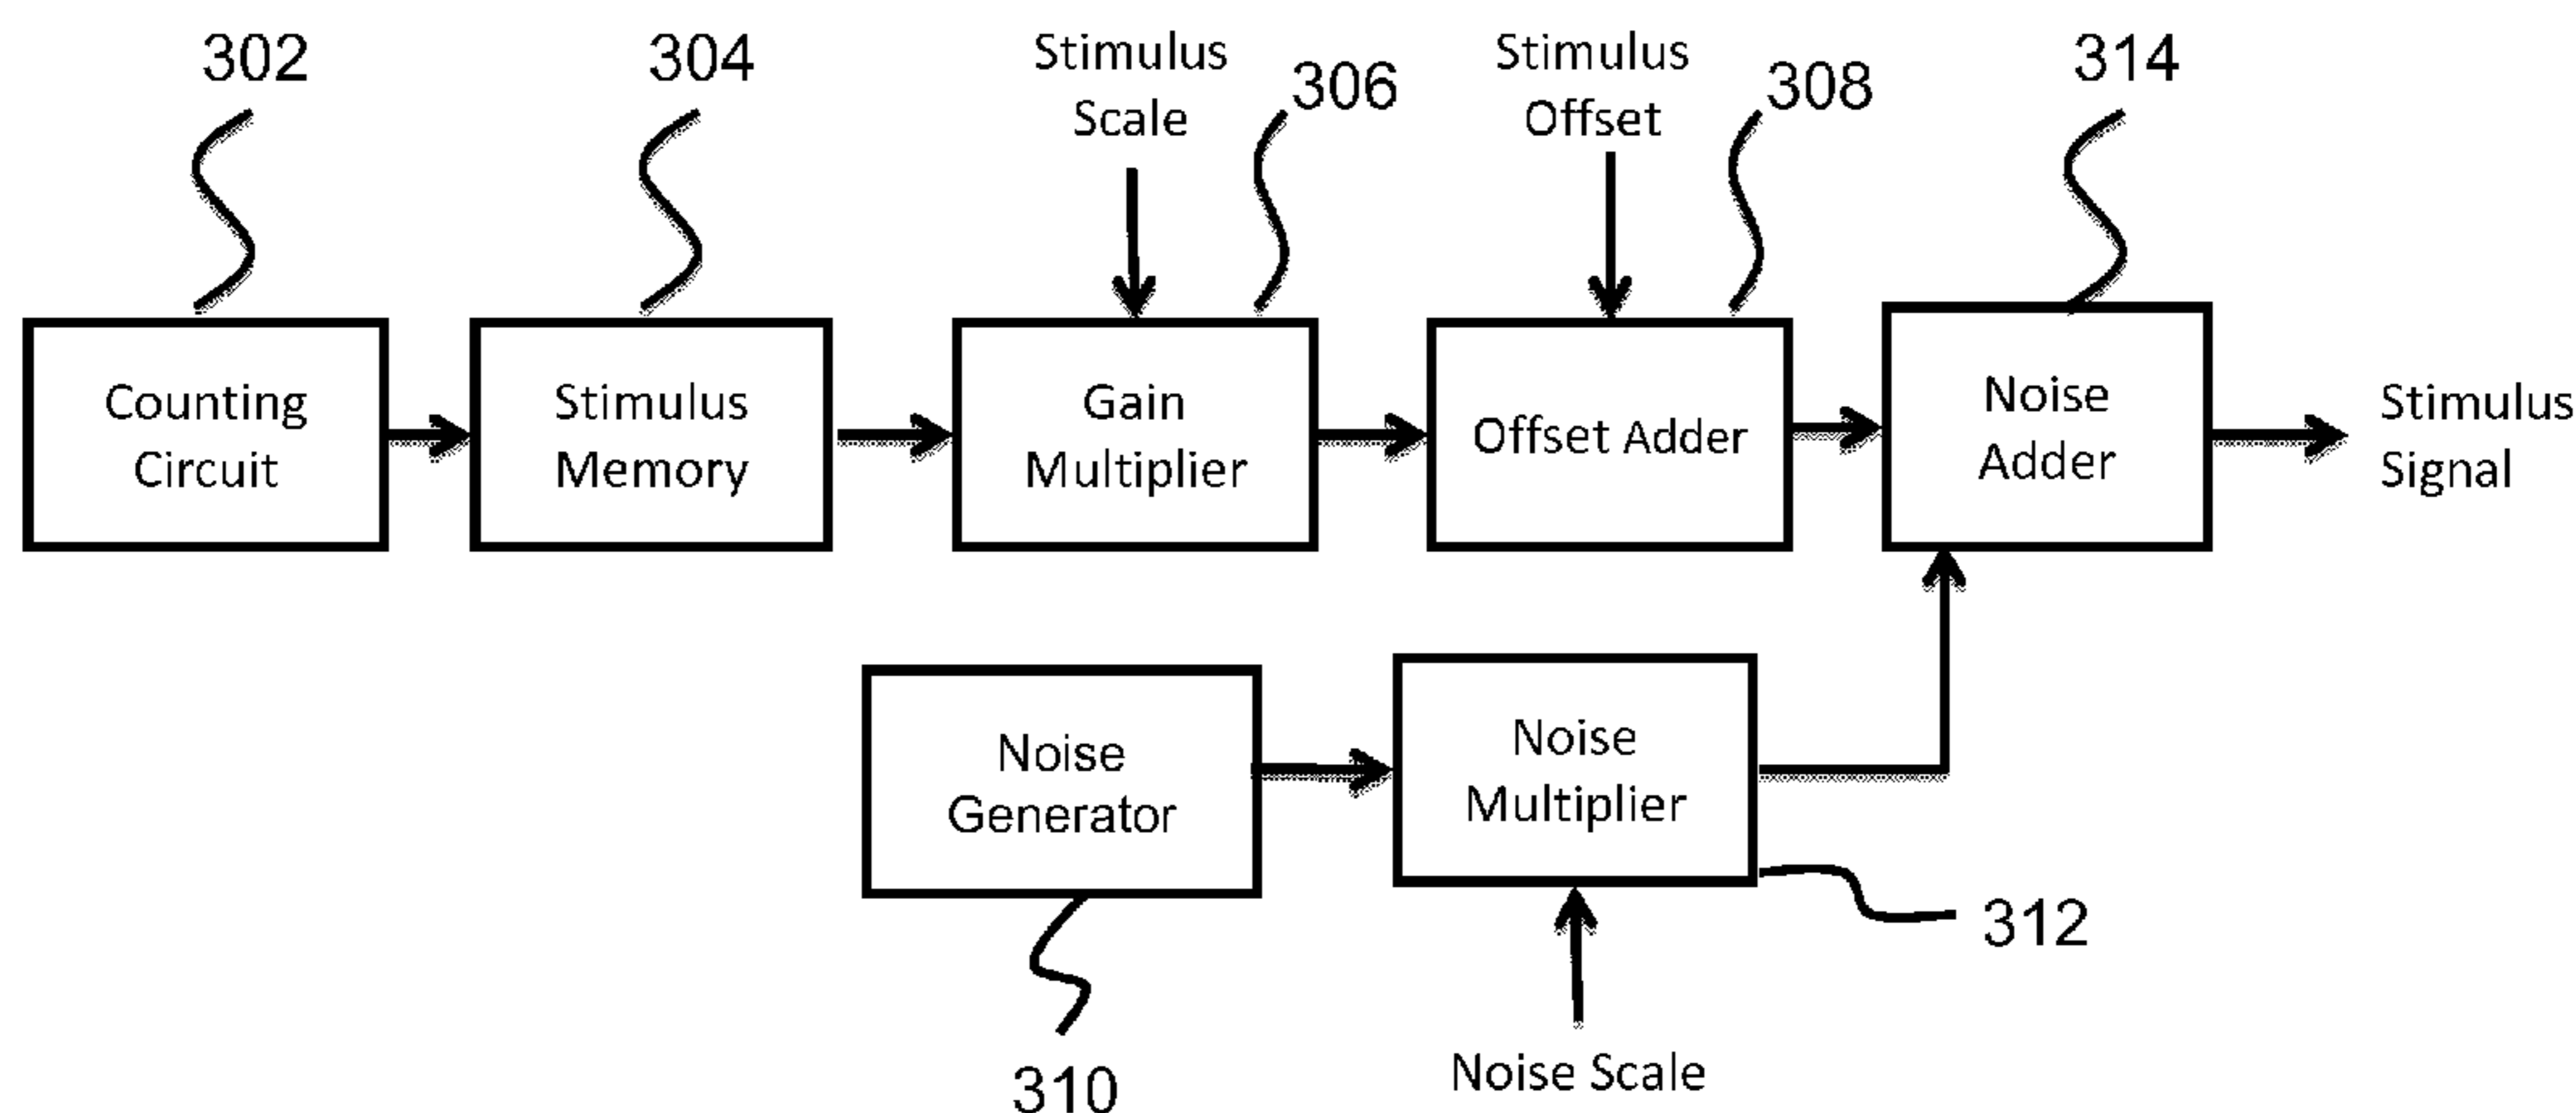 302
304
Stimulus
Scale
306
Stimulus
Offset
308
314
Counting
Circuit
Stimulus
Memory
Gain
Multiplier
Offset Adder
Noise
Adder
Stimulus
Signal
Noise
Generator
Noise
Multiplier
312
310
Noise Scale